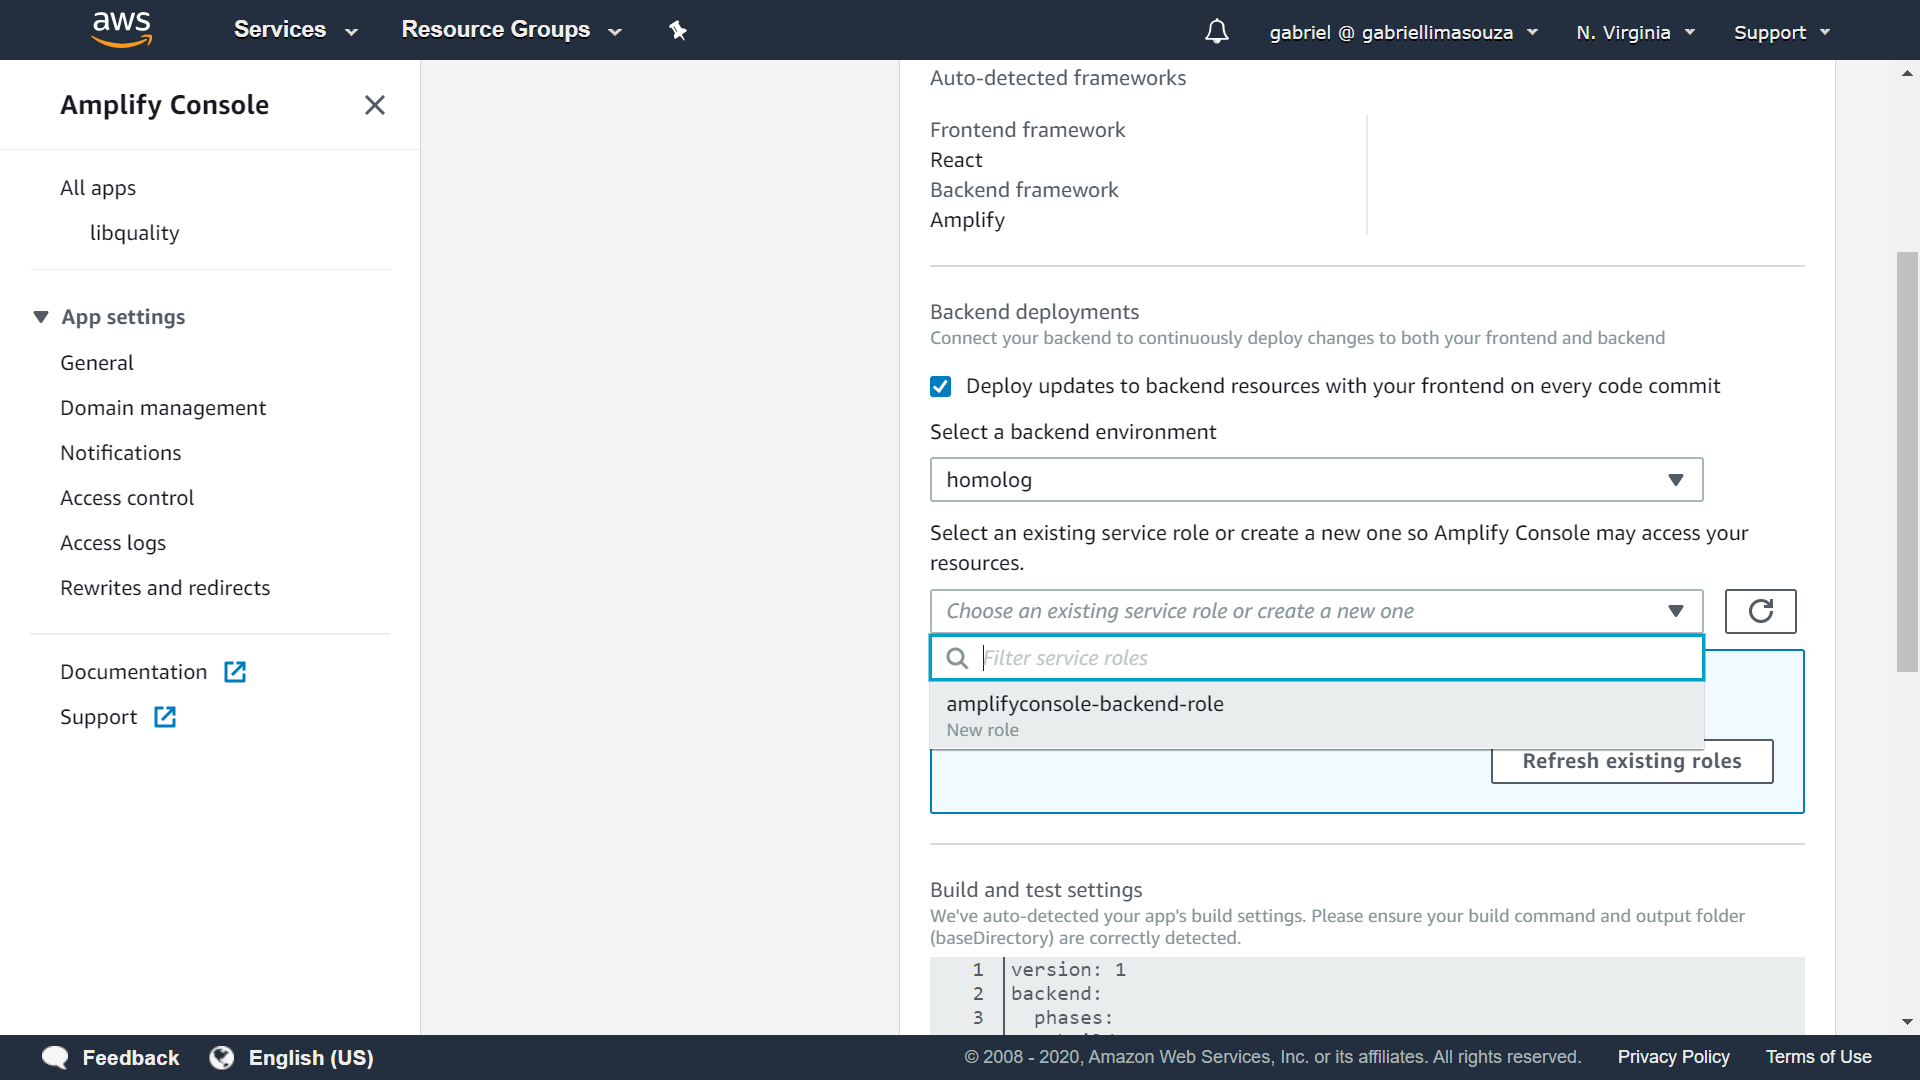 aws
Services
Resource Groups
gabriel @ gabriellimasouza
N. Virginia
Support
Amplify Console
All apps
libquality
App settings
General
Domain management
Notifications
Access control
Access logs
Rewrites and redirects
Documentation
Support
Auto-detected frameworks
Frontend framework
React
Backend framework
Amplify
Backend deployments
Connect your backend to continuously deploy changes to both your frontend and backend
Deploy updates to backend resources with your frontend on every code commit
Select a backend environment
homolog
Select an existing service role or create a new one so Amplify Console may access your
resources.
Choose an existing service role or create a new one
Filter service roles
amplifyconsole-backend-role
New role
Refresh existing roles
Build and test settings
We've auto-detected your app's build settings. Please ensure your build command and output folder
(baseDirectory) are correctly detected.
1 version: 1
2 backend:
3 phases:
Feedback
English (US)
© 2008 - 2020, Amazon Web Services, Inc. or its affiliates. All rights reserved.
Privacy Policy
Terms of Use